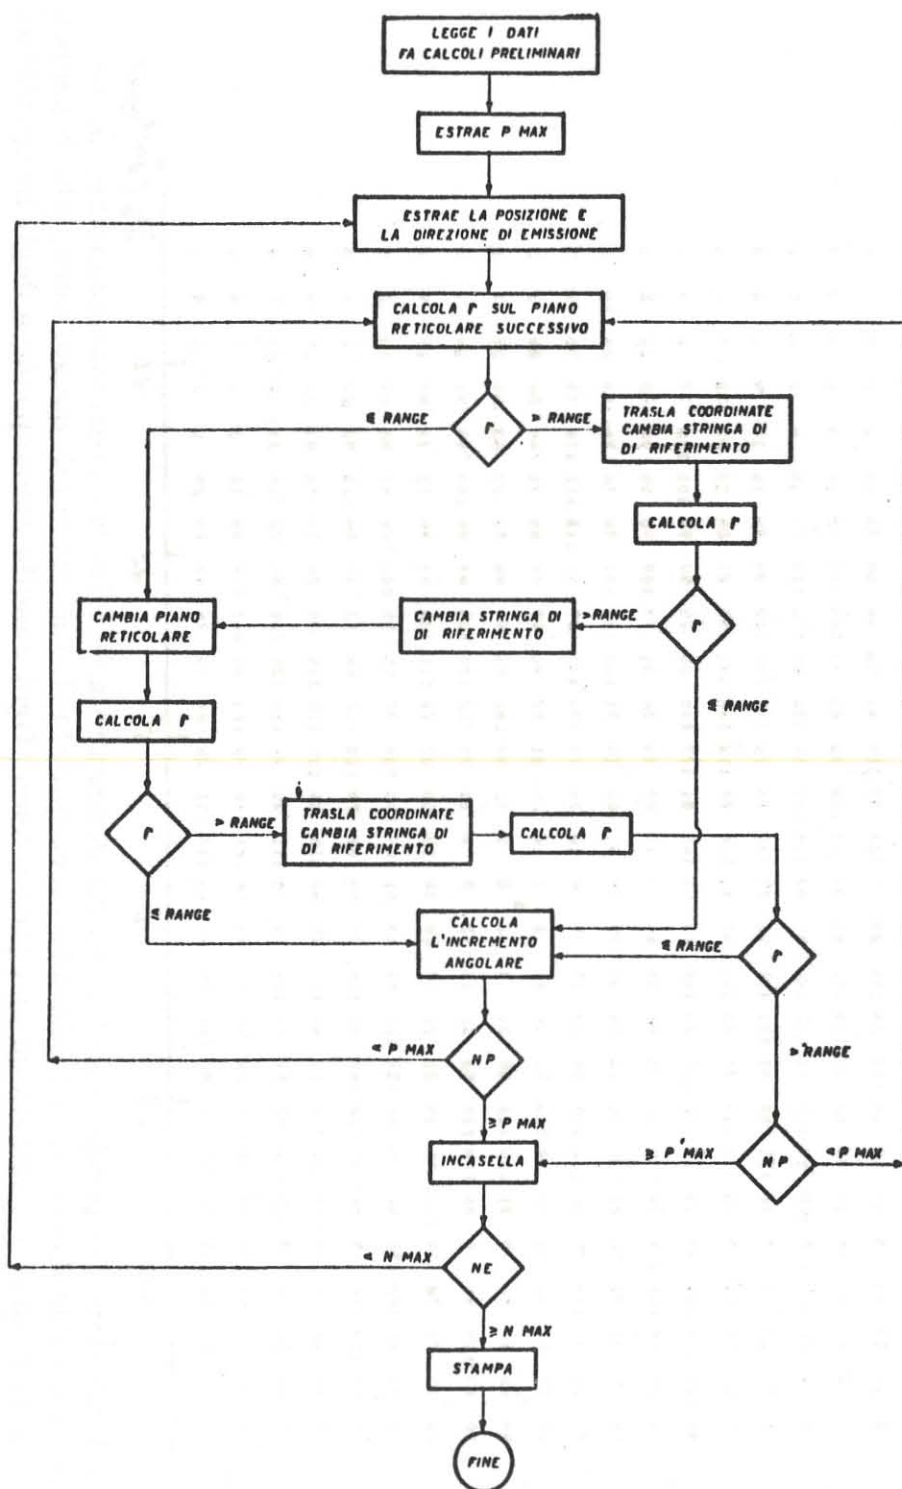 LEGGE I DATI
FA CALCOLI PRELIMINARI
ESTRAE P MAX
ESTRAE LA POSIZIONE E
LA DIREZIONE DI EMISSIONE
CALCOLA r SUL PIANO
RETICOLARE SUCCESSIVO
≤ RANGE
r
> RANGE
TRASLA COORDINATE
CAMBIA STRINGA DI
DI RIFERIMENTO
CALCOLA r
CAMBIA PIANO
RETICOLARE
CAMBIA STRINGA DI
DI RIFERIMENTO
> RANGE
r
≤ RANGE
CALCOLA r
r
> RANGE
TRASLA COORDINATE
CAMBIA STRINGA DI
DI RIFERIMENTO
CALCOLA r
≤ RANGE
CALCOLA
L'INCREMENTO
ANGOLARE
≤ RANGE
r
< P MAX
NP
> RANGE
≥ P MAX
INCASELLA
≥ P MAX
NP
< P MAX
< N MAX
NE
≥ N MAX
STAMPA
FINE